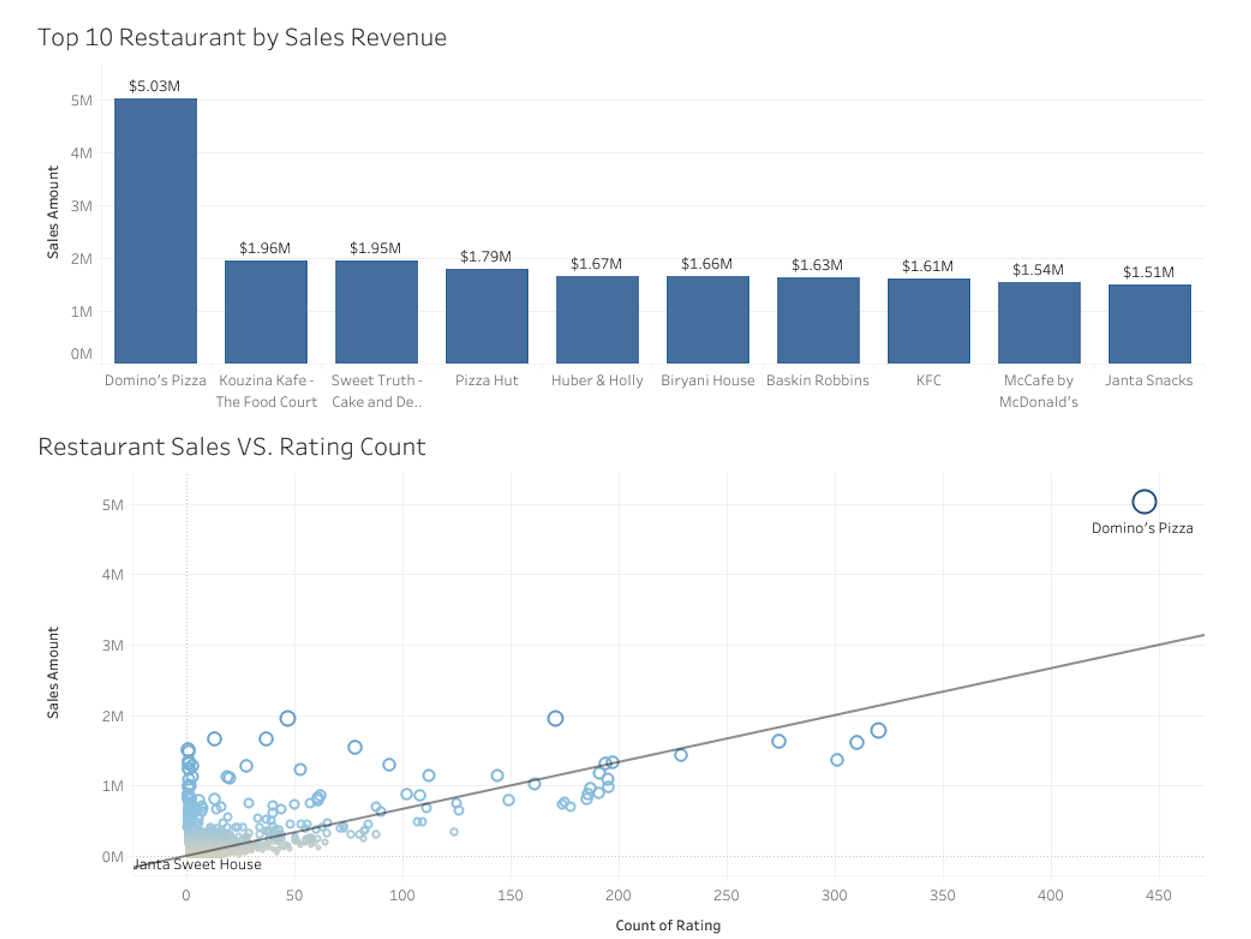 Top 10 Restaurant by Sales Revenue
Sales Amount
5M
4M
3M
2M
1M
0M
$5.03M
$1.96M
$1.95M
$1.79M
$1.67M
$1.66M
$1.63M
$1.61M
$1.54M
$1.51M
Domino's Pizza
Kouzina Kafe -
The Food Court
Sweet Truth -
Cake and De..
Pizza Hut
Huber & Holly
Biryani House
Baskin Robbins
KFC
McCafe by
McDonald's
Janta Snacks
Restaurant Sales VS. Rating Count
Sales Amount
5M
4M
3M
2M
1M
0M
Domino's Pizza
Janta Sweet House
0
50
100
150
200
250
300
350
400
450
Count of Rating